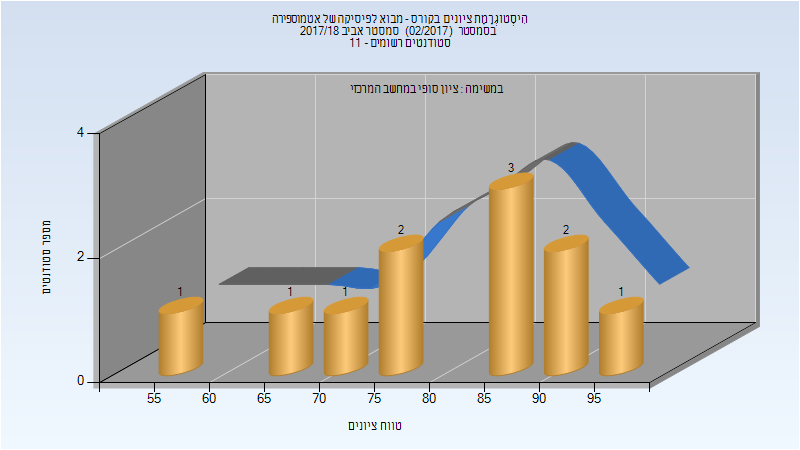 הִיסְטוֹגְרַמַת ציונים בקורס - מבוא לפיסיקה של אטמוספירה
בסמסטר (02/2017) סמסטר אביב 2017/18
סטודנטים רשומים - 11
במשימה : ציון סופי במחשב המרכזי
מספר סטודנטים
4
2
0
1
1
1
2
3
2
1
55 60 65 70 75 80 85 90 95
טווח ציונים